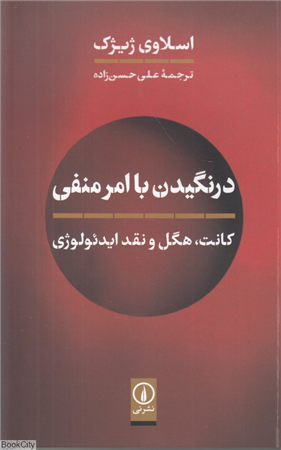 اسلاوی ژیژک
ترجمهٔ علی حسن‌زاده
درنگیدن با امر منفی
کانت، هگل و نقد ایدئولوژی
نشرنی
BookCity